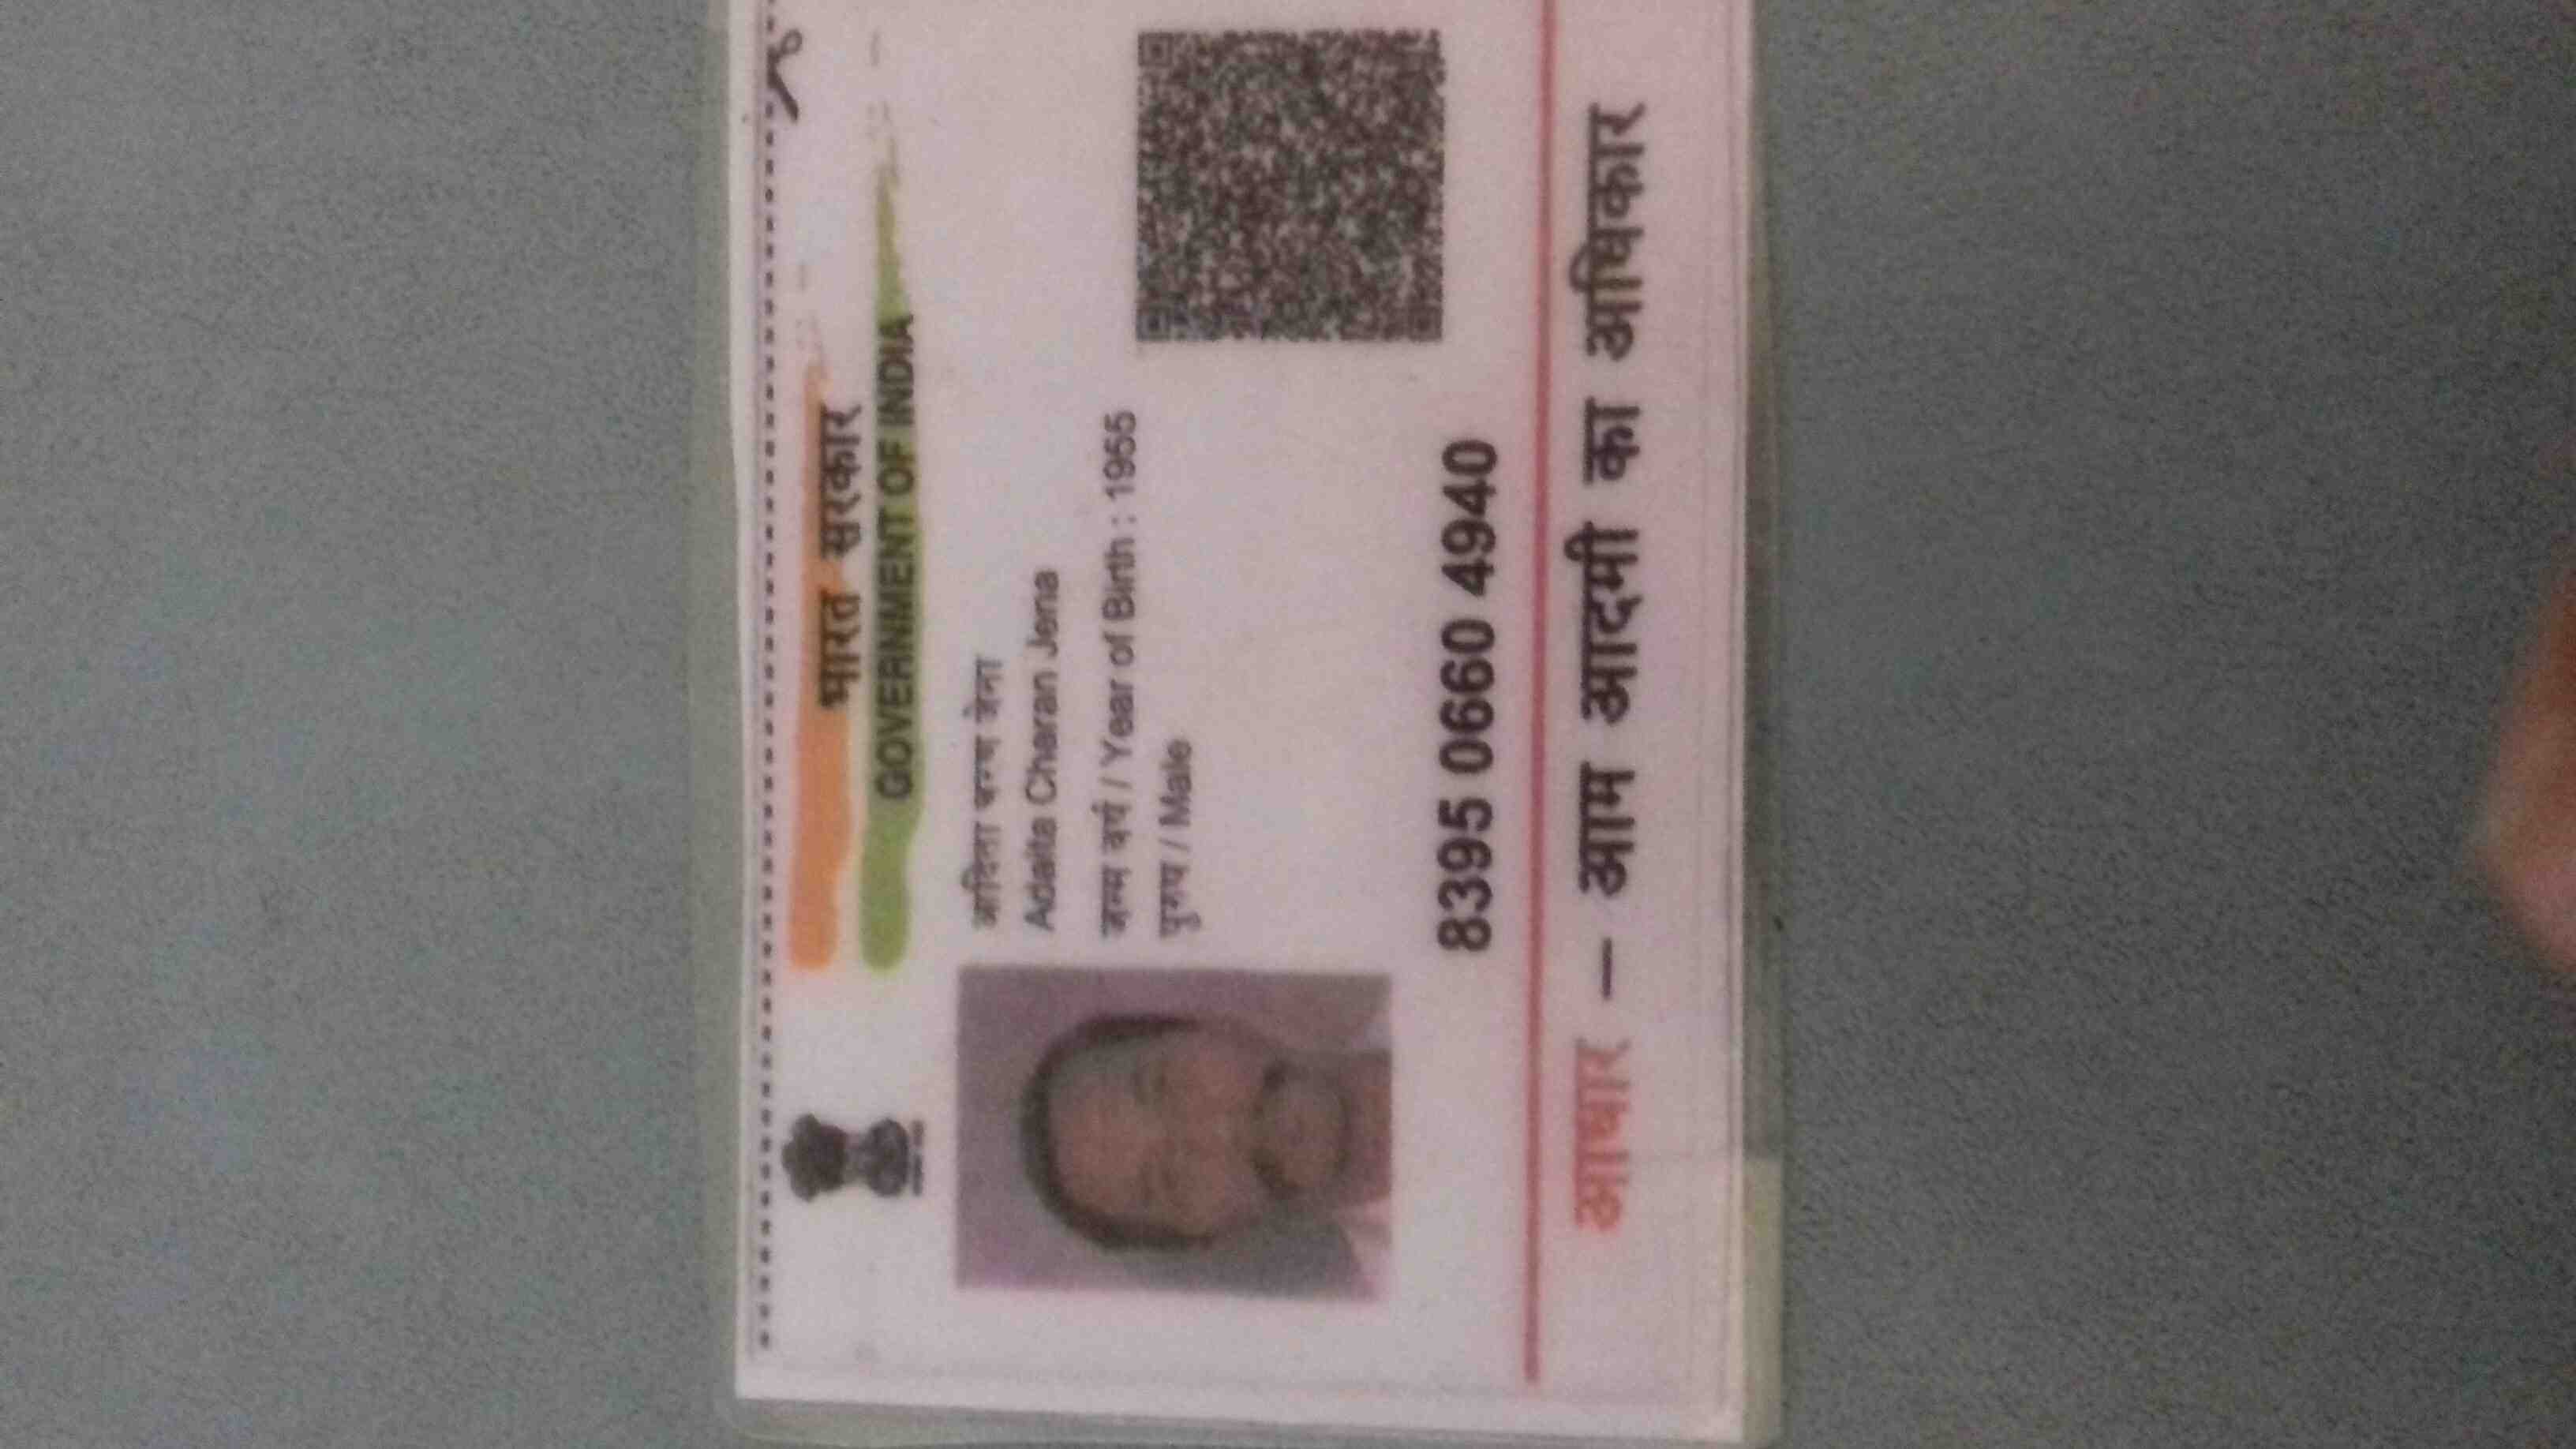 भारत सरकार
GOVERNMENT OF INDIA
आदिता चरण जेना
Adaita Charan Jena
जन्म वर्ष / Year of Birth : 1955
पुरुष / Male
8395 0660 4940
आधार – आम आदमी का अधिकार